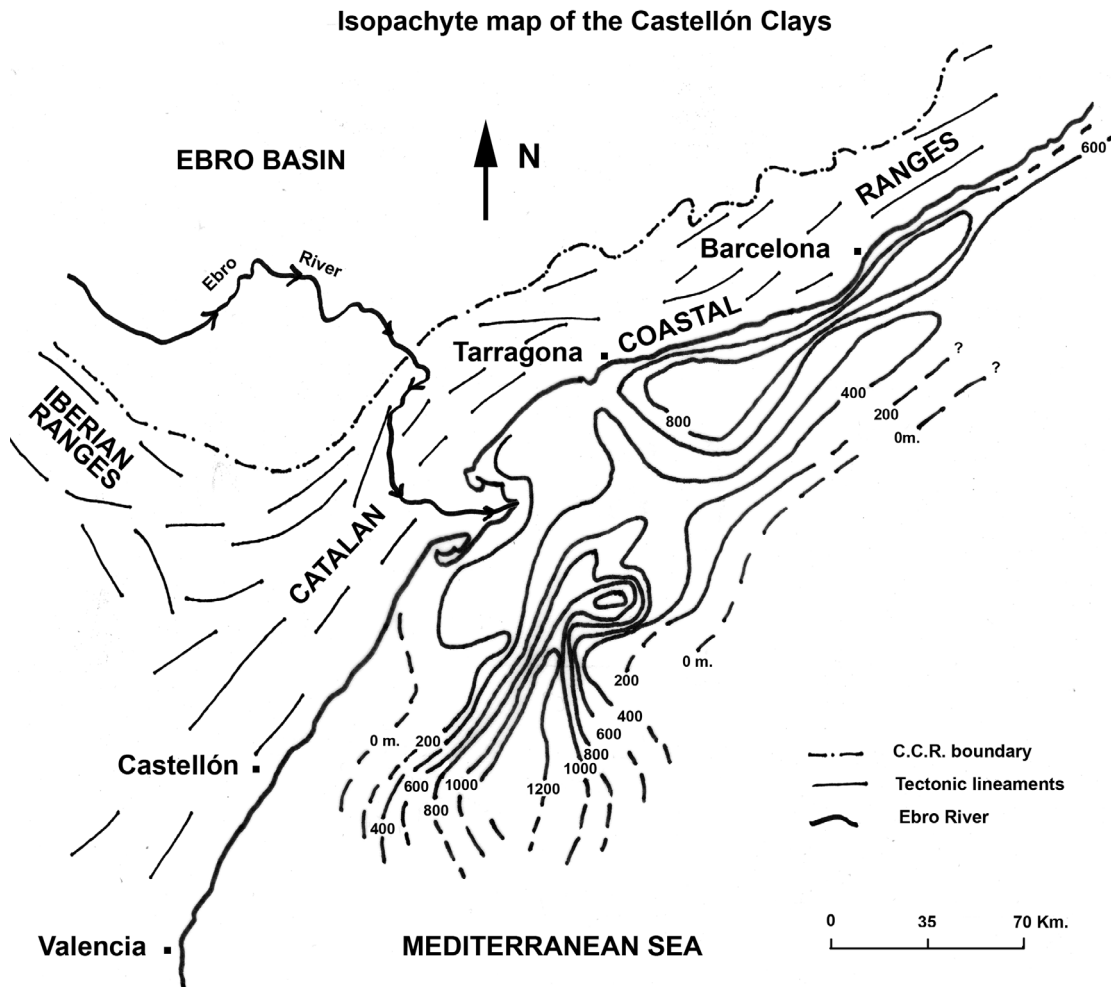 Isopachyte map of the Castellón Clays
EBRO BASIN
N
RANGES
600
Barcelona
Ebro
River
COASTAL
Tarragona
?
?
400
200
0m.
800
IBERIAN
RANGES
CATALAN
0 m.
200
400
600
800
1000
1200
0 m.
200
600
1000
800
400
Castellón
C.C.R. boundary
Tectonic lineaments
Ebro River
0 35 70 Km.
Valencia
MEDITERRANEAN SEA